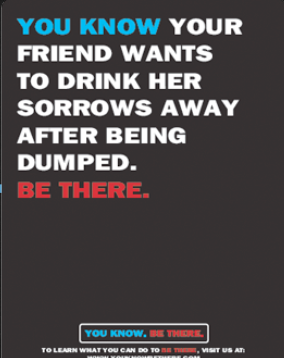 YOU KNOW YOUR
FRIEND WANTS
TO DRINK HER
SORROWS AWAY
AFTER BEING
DUMPED.
BE THERE.
YOU KNOW. BE THERE.
TO LEARN WHAT YOU CAN DO TO BE THERE, VISIT US AT: